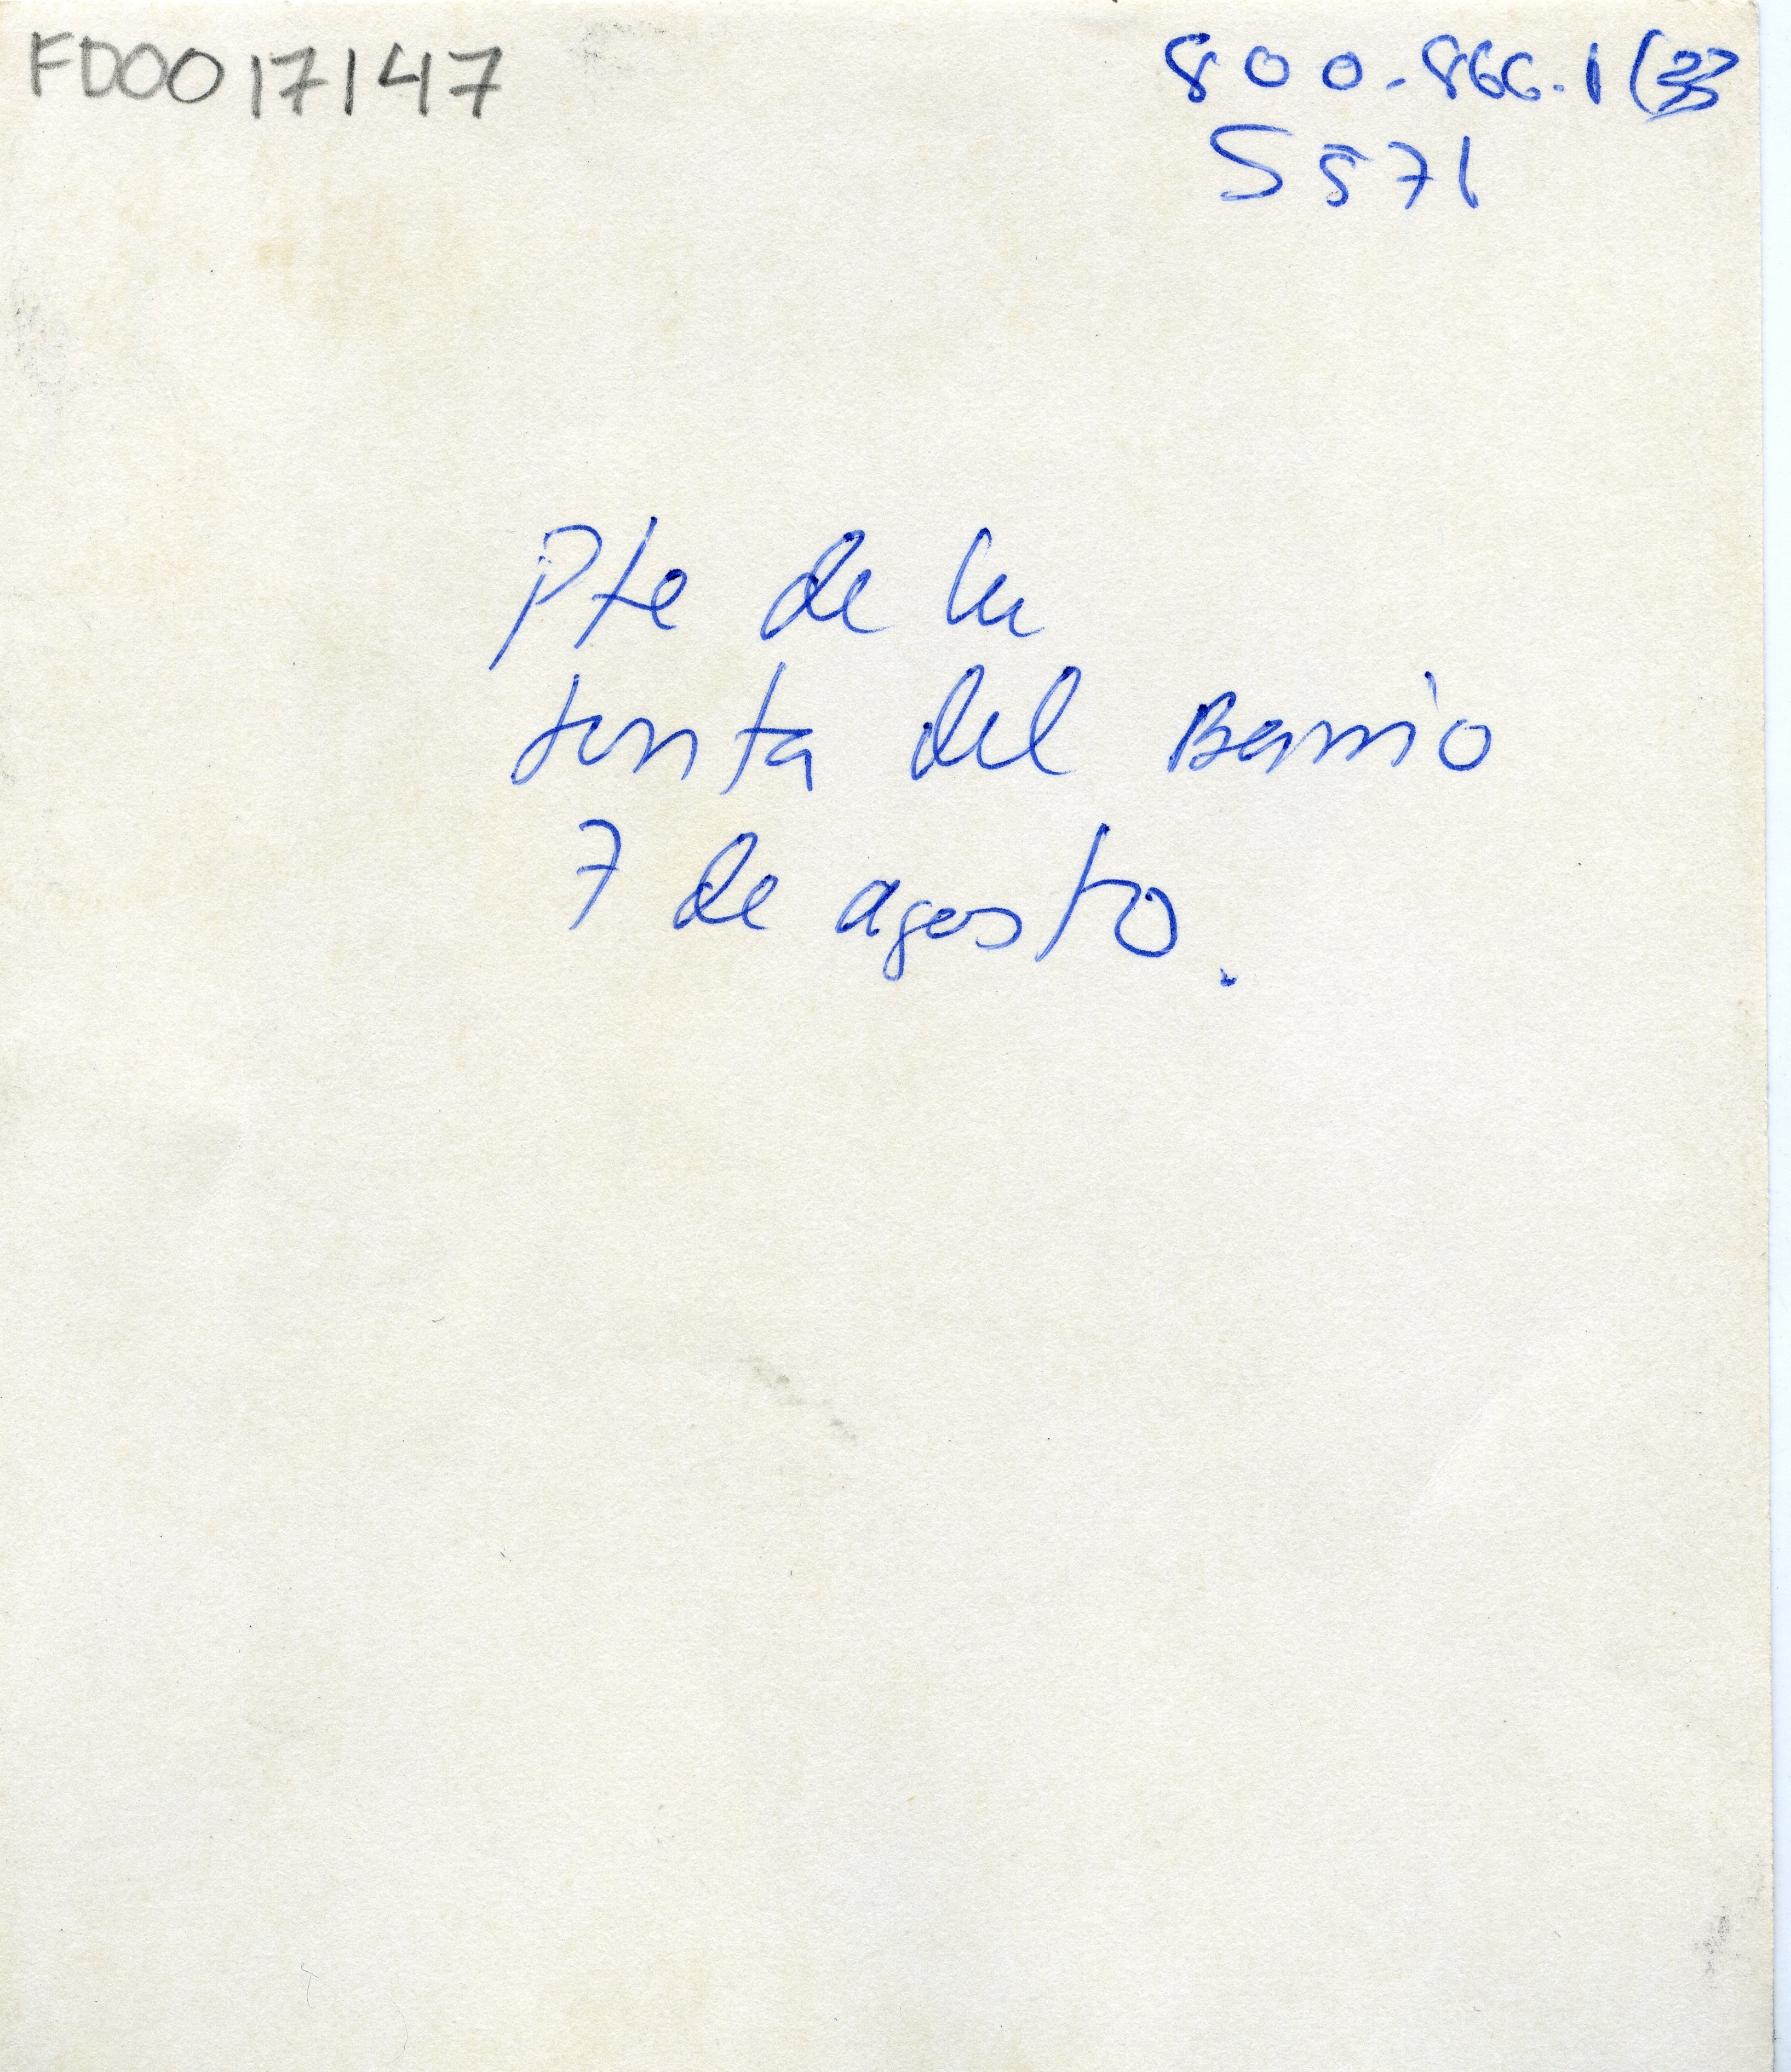 FD0017147
800.866.1(33
5571
Pte de la
Junta del Barrio
7 de agosto.